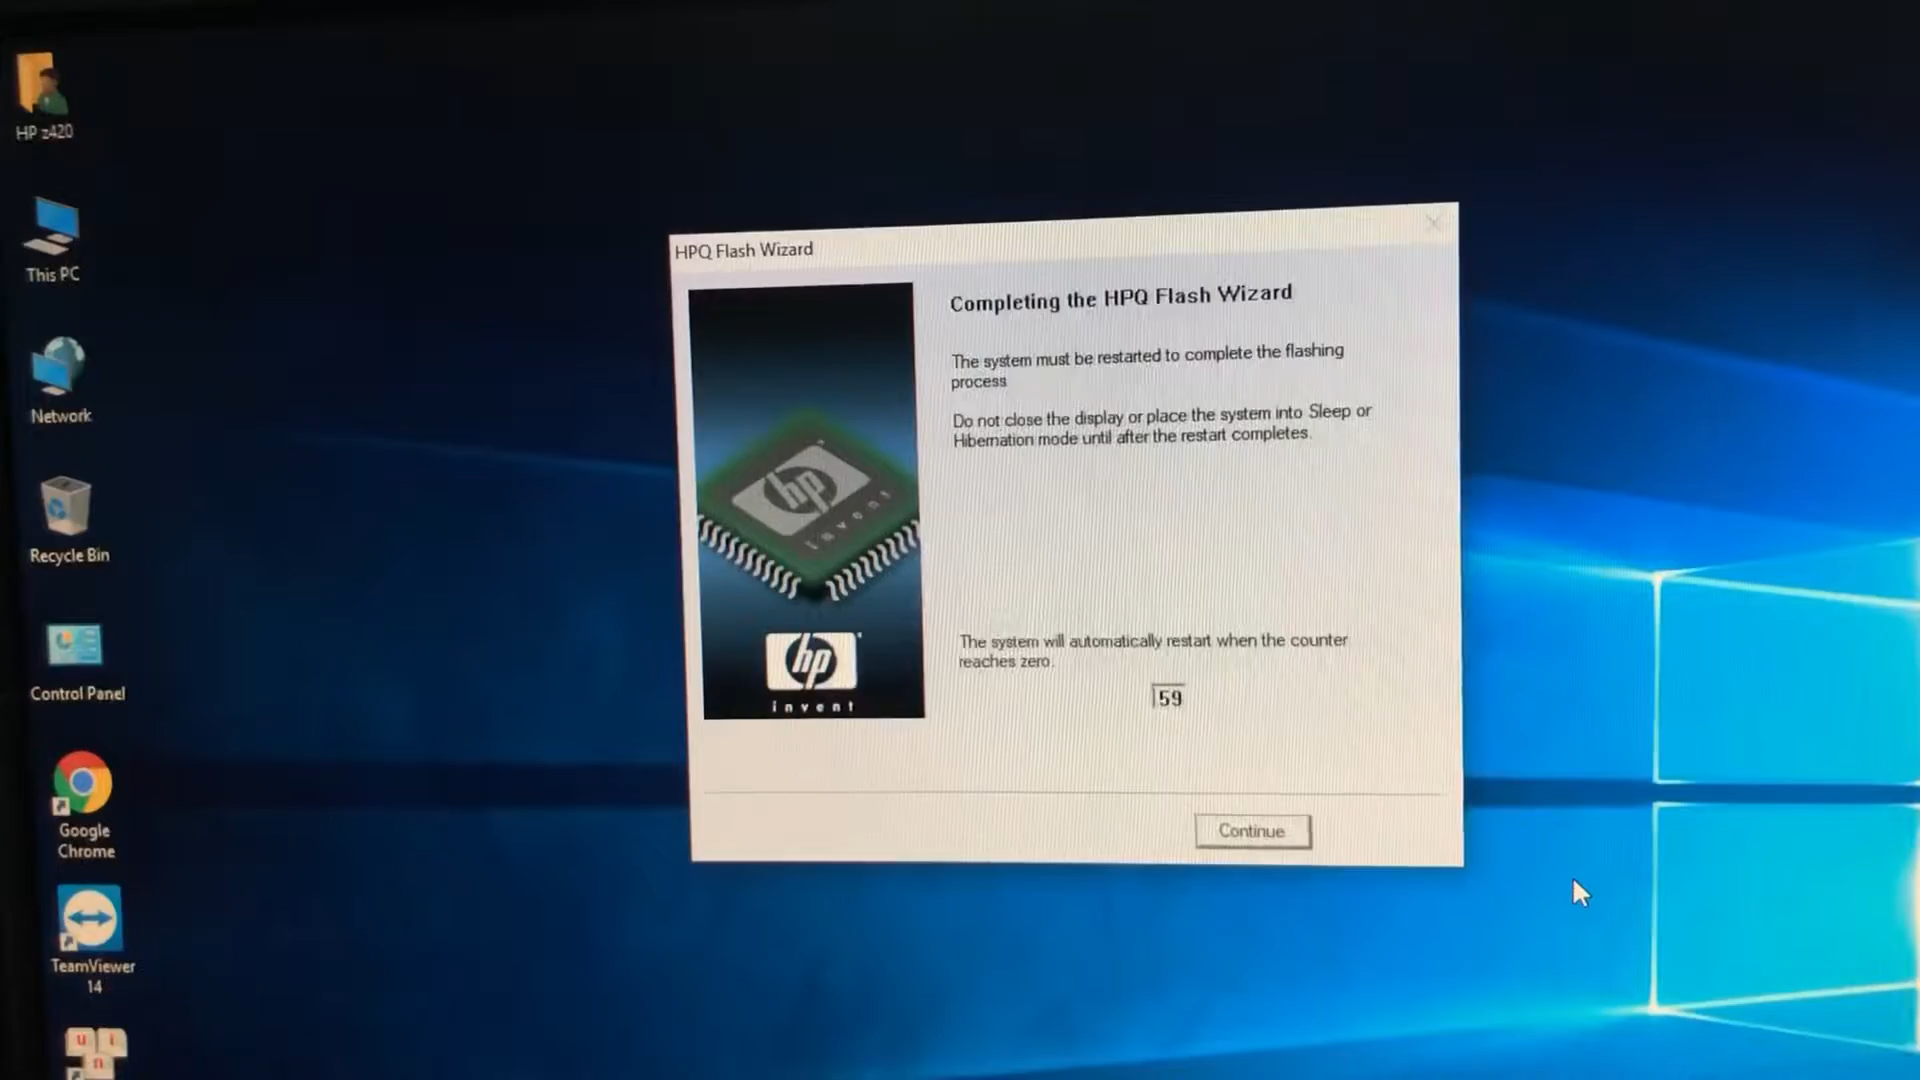 HP z420
This PC
Network
Recycle Bin
Control Panel
Google
Chrome
TeamViewer
14
u i
n
HPQ Flash Wizard
hp
invent
hp
invent
Completing the HPQ Flash Wizard
The system must be restarted to complete the flashing
process
Do not close the display or place the system into Sleep or
Hibernation mode until after the restart completes.
The system will automatically restart when the counter
reaches zero.
59
Continue